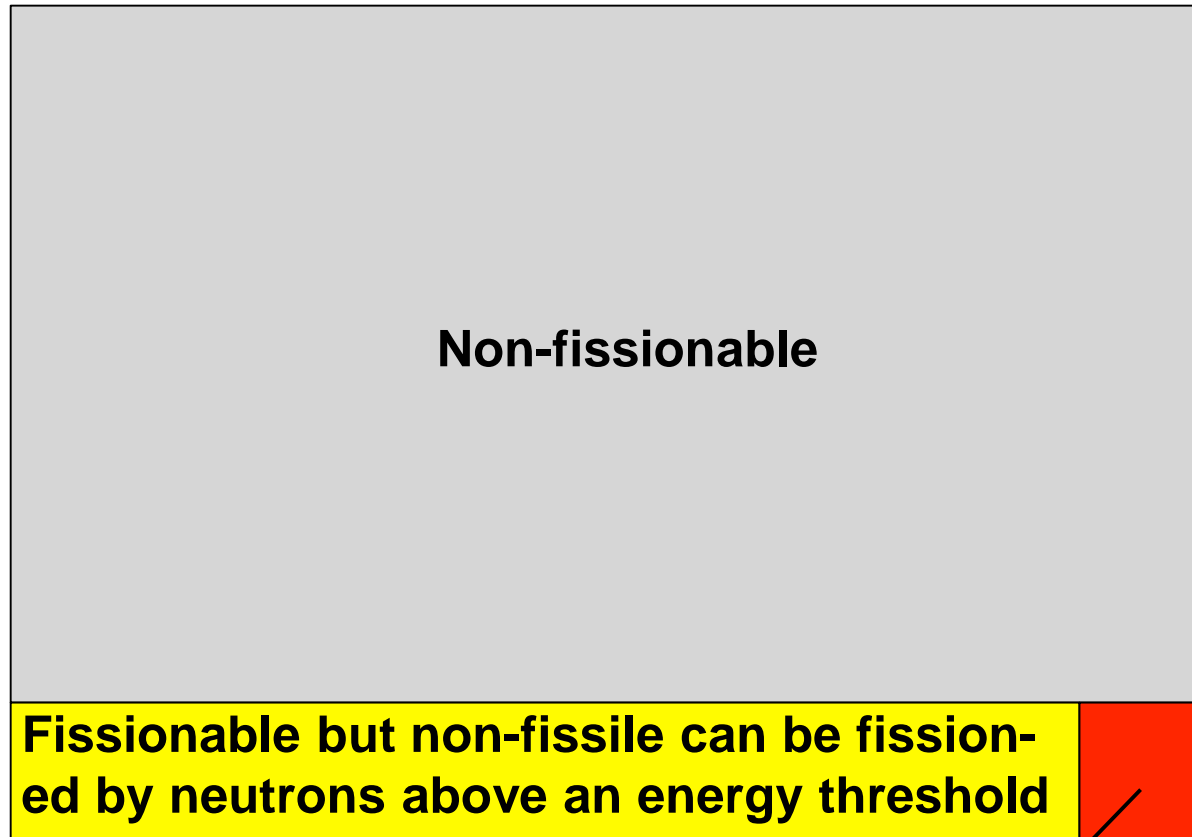 Non-fissionable
Fissionable but non-fissile can be fission-
ed by neutrons above an energy threshold